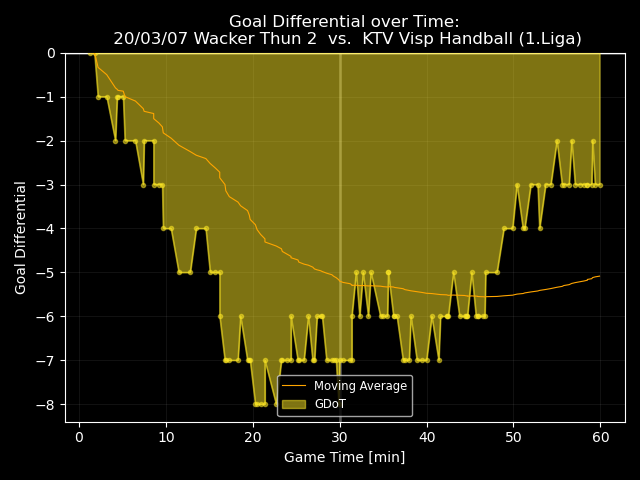 Goal Differential over Time:
20/03/07 Wacker Thun 2  vs.  KTV Visp Handball (1.Liga)
0
−1
−2
−3
−4
−5
−6
−7
−8
Goal Differential
Moving Average
GDoT
0 10 20 30 40 50 60
Game Time [min]